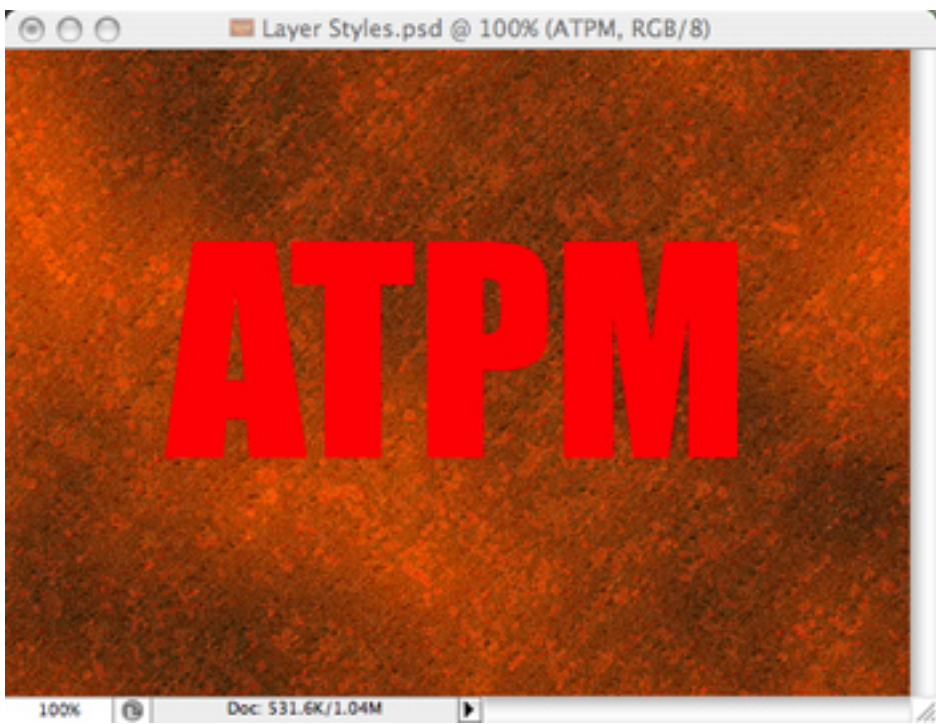 Layer Styles.psd @ 100% (ATPM, RGB/8)
ATPM
100% Doc: 531.6K/1.04M